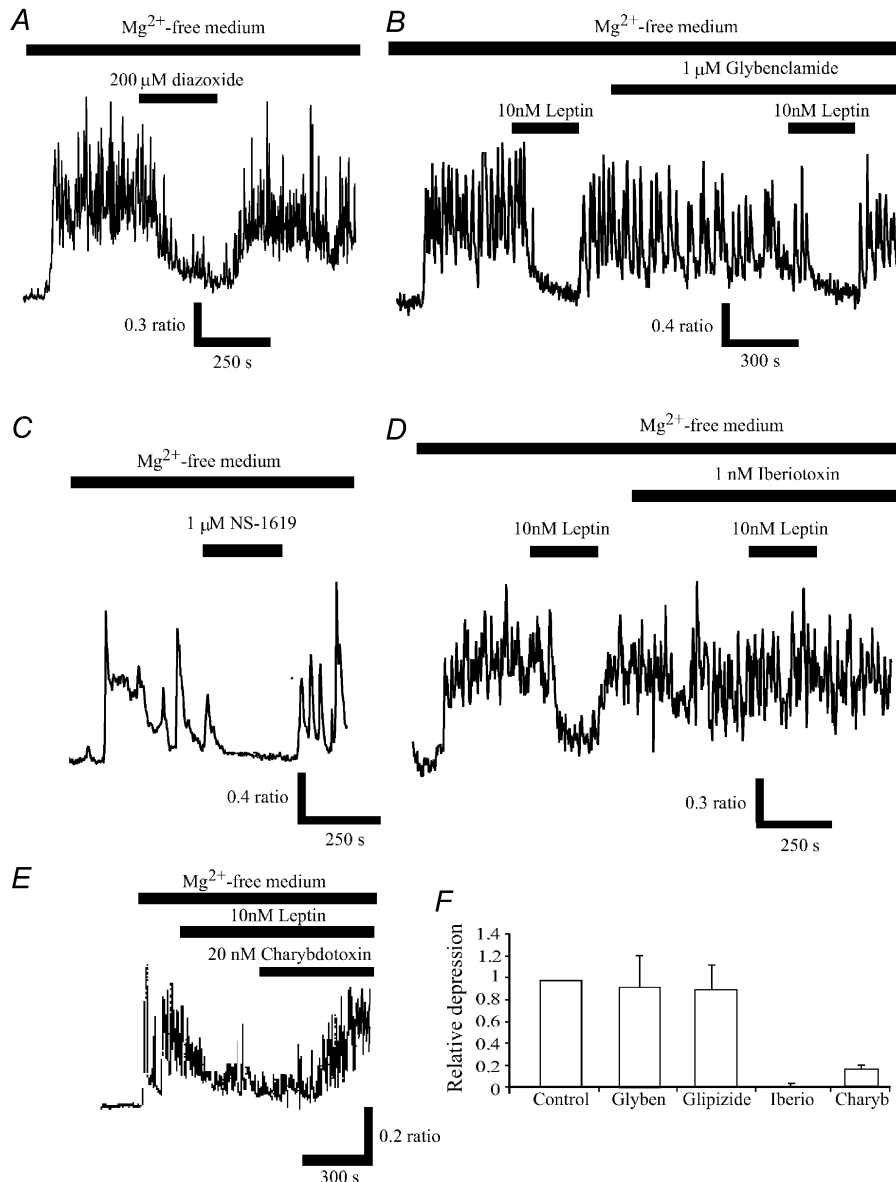 A
Mg2+-free medium
200 μM diazoxide
0.3 ratio
250 s
B
Mg2+-free medium
1 μM Glybenclamide
10nM Leptin
10nM Leptin
0.4 ratio
300 s
C
Mg2+-free medium
1 μM NS-1619
0.4 ratio
250 s
D
Mg2+-free medium
1 nM Iberiotoxin
10nM Leptin
10nM Leptin
0.3 ratio
250 s
E
Mg2+-free medium
10nM Leptin
20 nM Charybdotoxin
0.2 ratio
300 s
F
Relative depression
1.4
1.2
1
0.8
0.6
0.4
0.2
0
Control
Glyben
Glipizide
Iberio
Charyb